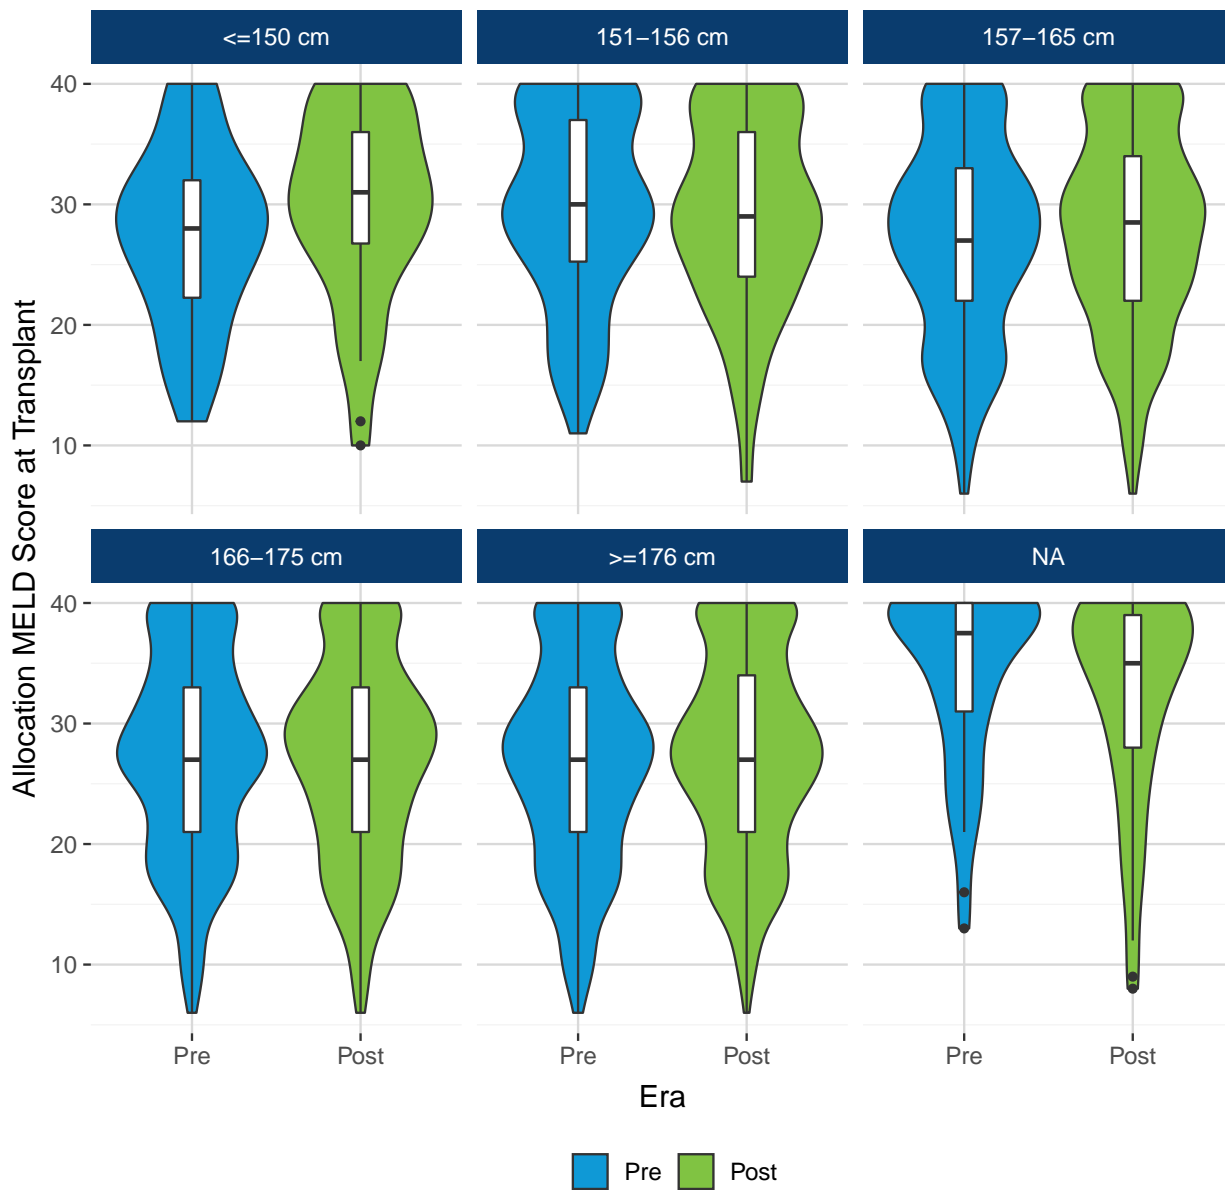 <=150 cm
151–156 cm
157–165 cm
40
30
20
10
Allocation MELD Score at Transplant
166–175 cm
>=176 cm
NA
40
30
20
10
Pre
Post
Pre
Post
Pre
Post
Era
Pre
Post